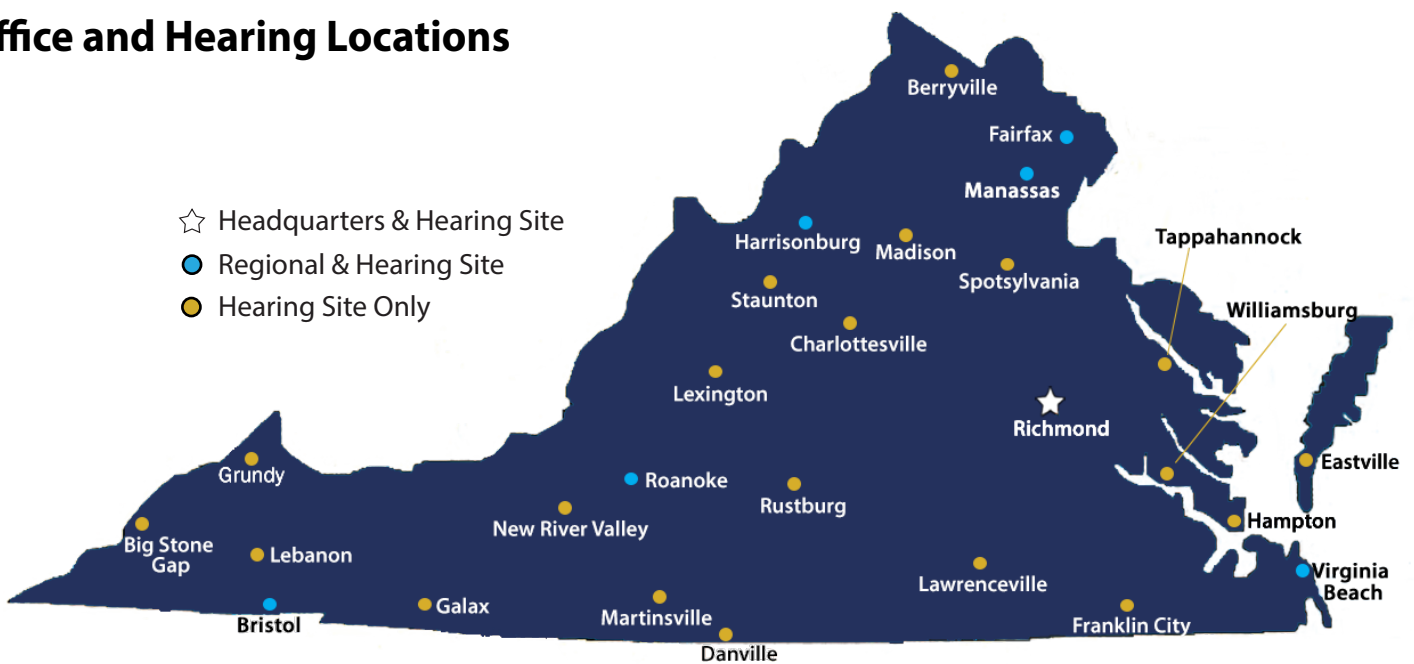 ffice and Hearing Locations
Headquarters & Hearing Site
Regional & Hearing Site
Hearing Site Only
Berryville
Fairfax
Manassas
Harrisonburg
Madison
Tappahannock
Spotsylvania
Staunton
Williamsburg
Charlottesville
Lexington
Richmond
Grundy
Roanoke
Eastville
Rustburg
New River Valley
Hampton
Big Stone
Gap
Lebanon
Virginia
Beach
Lawrenceville
Galax
Martinsville
Bristol
Franklin City
Danville